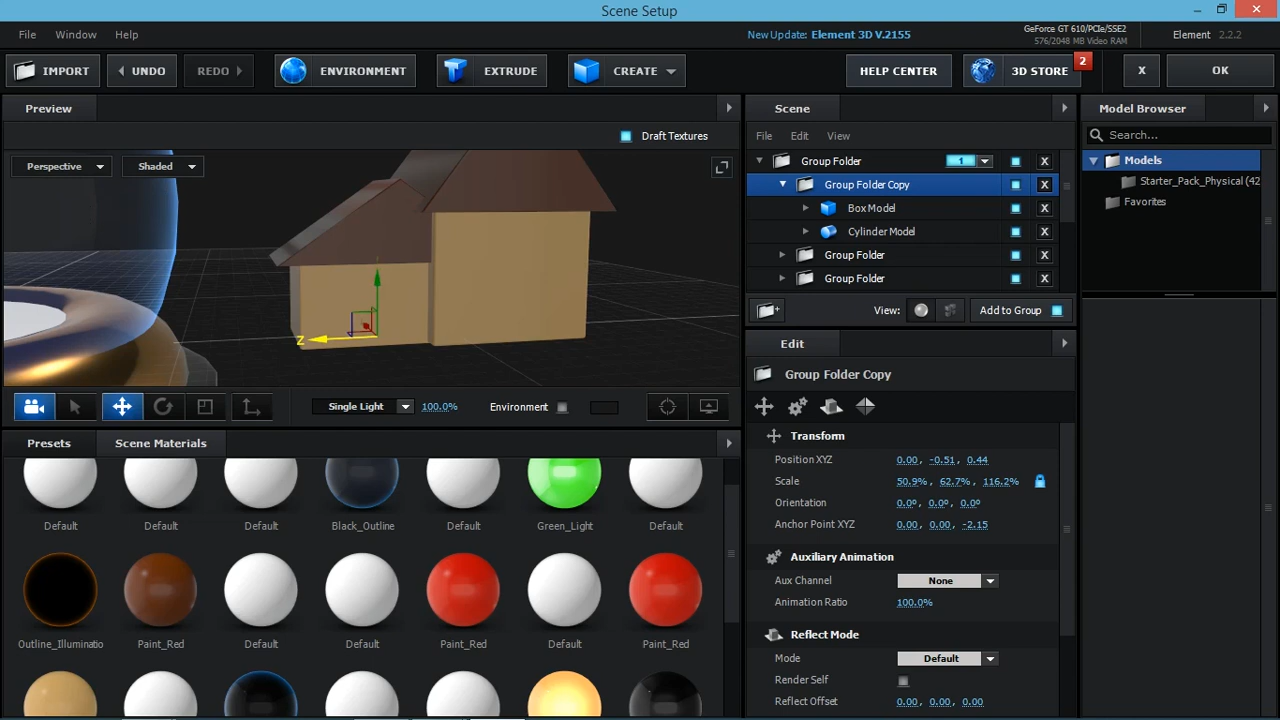 Scene Setup
File Window Help
New Update: Element 3D V.2155
GeForce GT 610/PCIe/SSE2
576/2048 MB Video RAM
Element 2.2.2
IMPORT UNDO REDO ENVIRONMENT EXTRUDE CREATE HELP CENTER 3D STORE 2 X OK
Preview
Draft Textures
Perspective Shaded
Z
Single Light 100.0% Environment
Presets Scene Materials
Default Default Default Black_Outline Default Green_Light Default
Outline_Illuminatio Paint_Red Default Default Paint_Red Default Paint_Red
Scene
File Edit View
Group Folder 1 X
Group Folder Copy X
Box Model X
Cylinder Model X
Group Folder X
Group Folder X
View: Add to Group
Edit
Group Folder Copy
Transform
Position XYZ 0.00, -0.51, 0.44
Scale 50.9%, 62.7%, 116.2%
Orientation 0.0º, 0.0º, 0.0º
Anchor Point XYZ 0.00, 0.00, -2.15
Auxiliary Animation
Aux Channel None
Animation Ratio 100.0%
Reflect Mode
Mode Default
Render Self
Reflect Offset 0.00, 0.00, 0.00
Model Browser
Search...
Models
Starter_Pack_Physical (42
Favorites